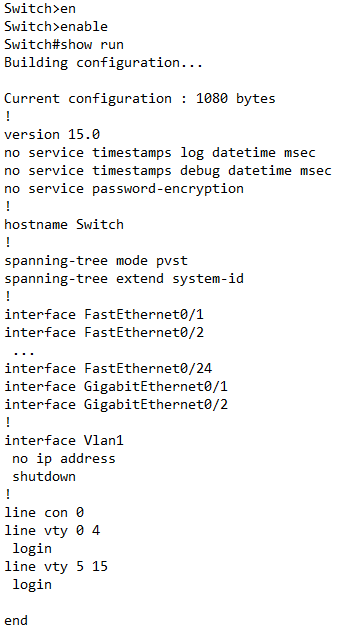 Switch>en
Switch>enable
Switch#show run
Building configuration...

Current configuration : 1080 bytes
!
version 15.0
no service timestamps log datetime msec
no service timestamps debug datetime msec
no service password-encryption
!
hostname Switch
!
spanning-tree mode pvst
spanning-tree extend system-id
!
interface FastEthernet0/1
interface FastEthernet0/2
 ...
interface FastEthernet0/24
interface GigabitEthernet0/1
interface GigabitEthernet0/2
!
interface Vlan1
 no ip address
 shutdown
!
line con 0
line vty 0 4
 login
line vty 5 15
 login

end